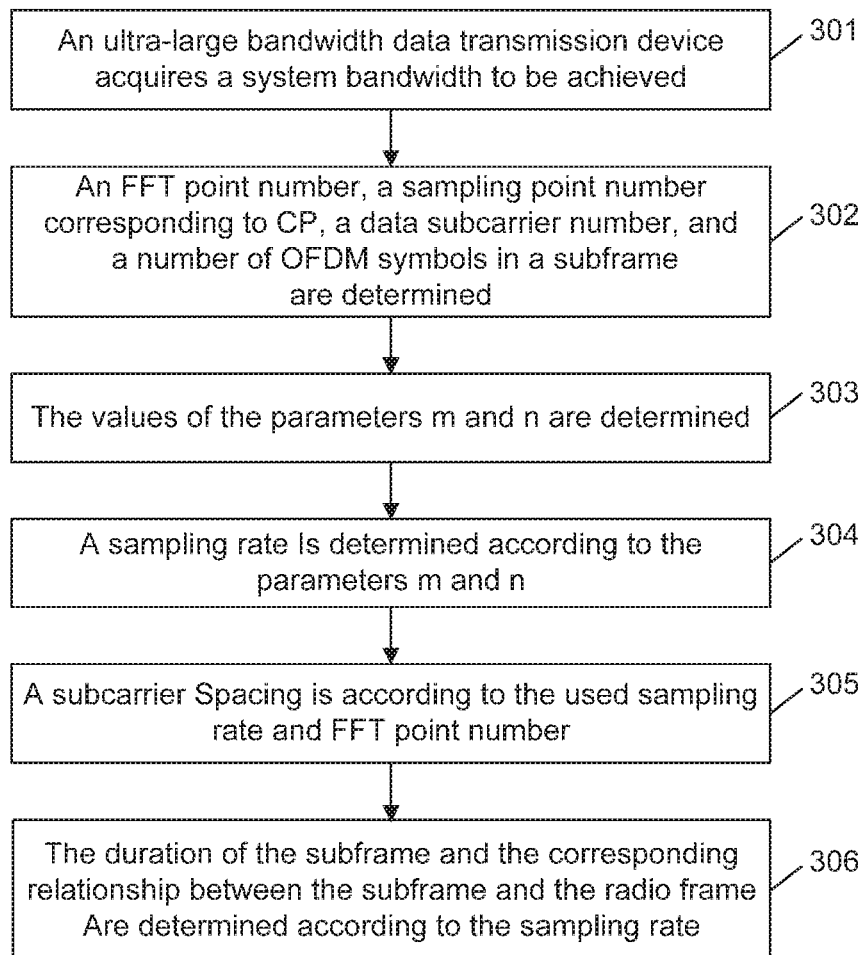 An ultra-large bandwidth data transmission device
acquires a system bandwidth to be achieved
301
An FFT point number, a sampling point number
corresponding to CP, a data subcarrier number, and
a number of OFDM symbols in a subframe
are determined
302
The values of the parameters m and n are determined
303
A sampling rate Is determined according to the
parameters m and n
304
A subcarrier Spacing is according to the used sampling
rate and FFT point number
305
The duration of the subframe and the corresponding
relationship between the subframe and the radio frame
Are determined according to the sampling rate
306